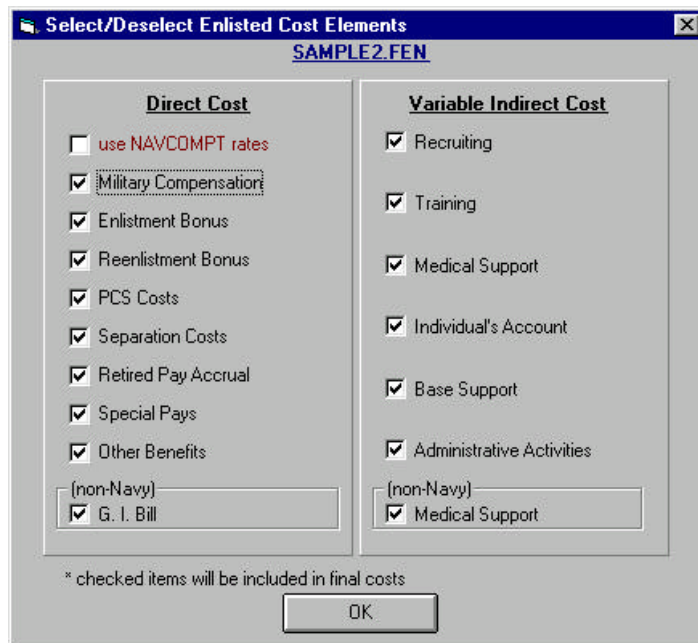 Select/Deselect Enlisted Cost Elements
SAMPLE2.FEN
Direct Cost
use NAVCOMPT rates
Military Compensation
Enlistment Bonus
Reenlistment Bonus
PCS Costs
Separation Costs
Retired Pay Accrual
Special Pays
Other Benefits
(non-Navy)
G. I. Bill
Variable Indirect Cost
Recruiting
Training
Medical Support
Individual's Account
Base Support
Administrative Activities
(non-Navy)
Medical Support
* checked items will be included in final costs
OK